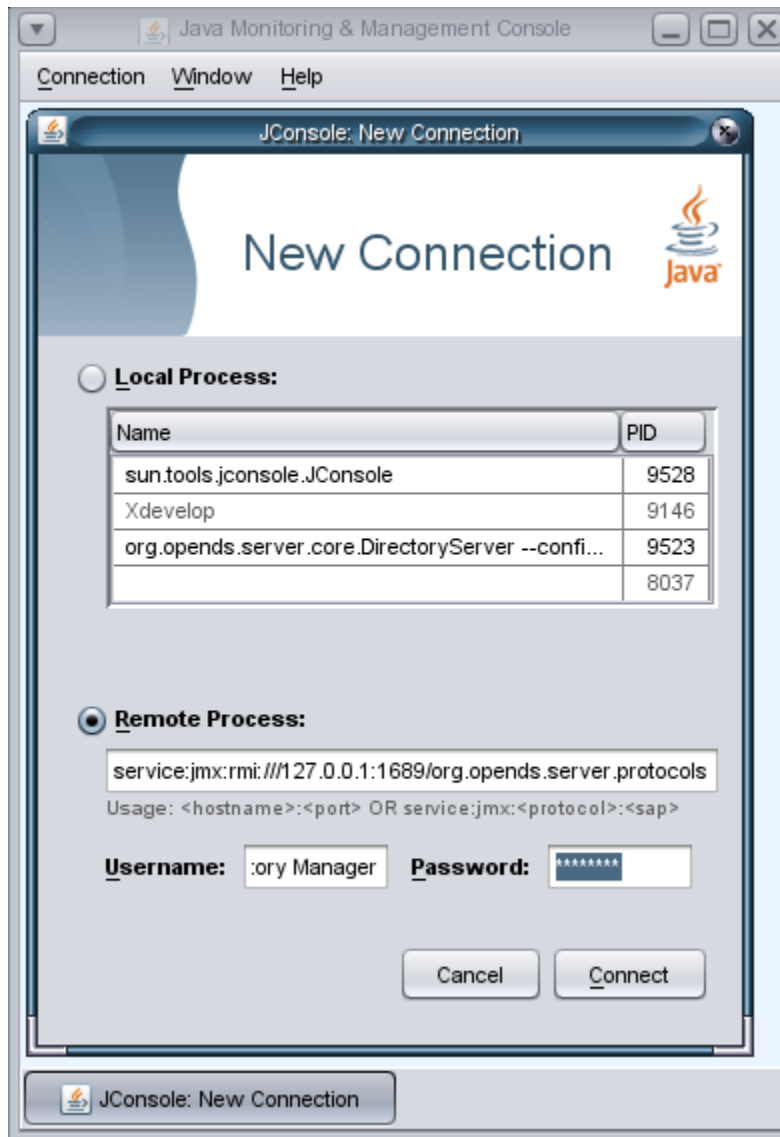 Java Monitoring & Management Console
Connection Window Help
JConsole: New Connection
New Connection
Java
Local Process:
Name PID
sun.tools.jconsole.JConsole 9528
Xdevelop 9146
org.opends.server.core.DirectoryServer --confi... 9523
8037
Remote Process:
service:jmx:rmi:///127.0.0.1:1689/org.opends.server.protocols
Usage: <hostname>:<port> OR service:jmx:<protocol>:<sap>
Username: :ory Manager Password: ********
Cancel Connect
JConsole: New Connection